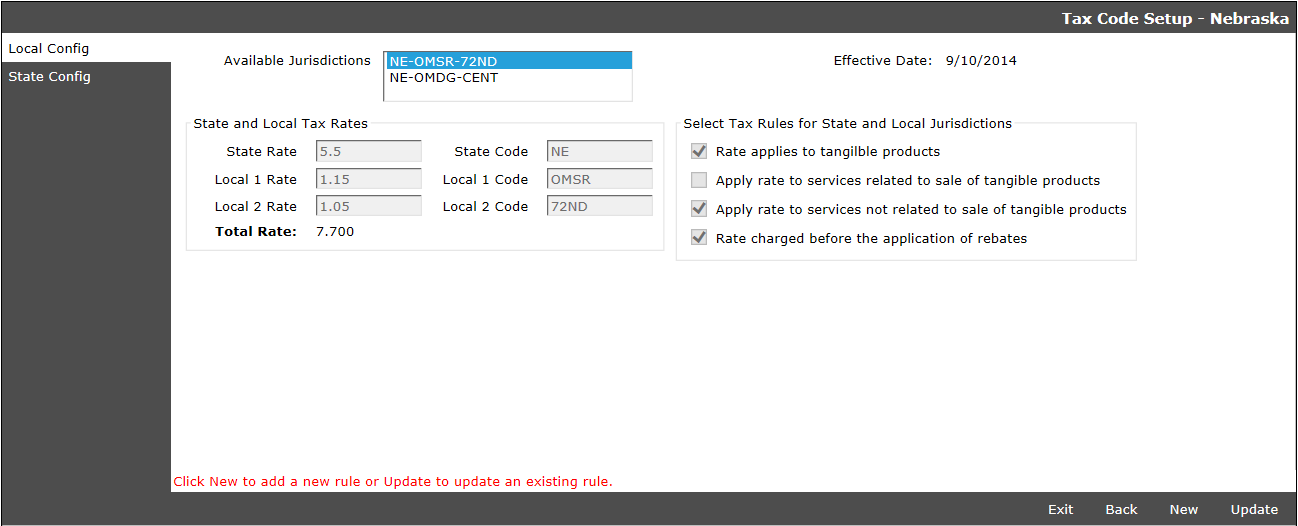 Tax Code Setup - Nebraska
Local Config
State Config
Available Jurisdictions
NE-OMSR-72ND
NE-OMDG-CENT
Effective Date: 9/10/2014
State and Local Tax Rates
State Rate 5.5 State Code NE
Local 1 Rate 1.15 Local 1 Code OMSR
Local 2 Rate 1.05 Local 2 Code 72ND
Total Rate: 7.700
Select Tax Rules for State and Local Jurisdictions
Rate applies to tangilble products
Apply rate to services related to sale of tangible products
Apply rate to services not related to sale of tangible products
Rate charged before the application of rebates
Click New to add a new rule or Update to update an existing rule.
Exit Back New Update